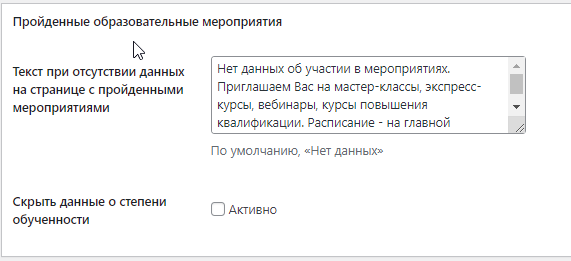 Пройденные образовательные мероприятия
Текст при отсутствии данных
на странице с пройденными
мероприятиями
Нет данных об участии в мероприятиях.
Приглашаем Вас на мастер-классы, экспресс-
курсы, вебинары, курсы повышения
квалификации. Расписание - на главной
По умолчанию, «Нет данных»
Скрыть данные о степени
обученности
Активно